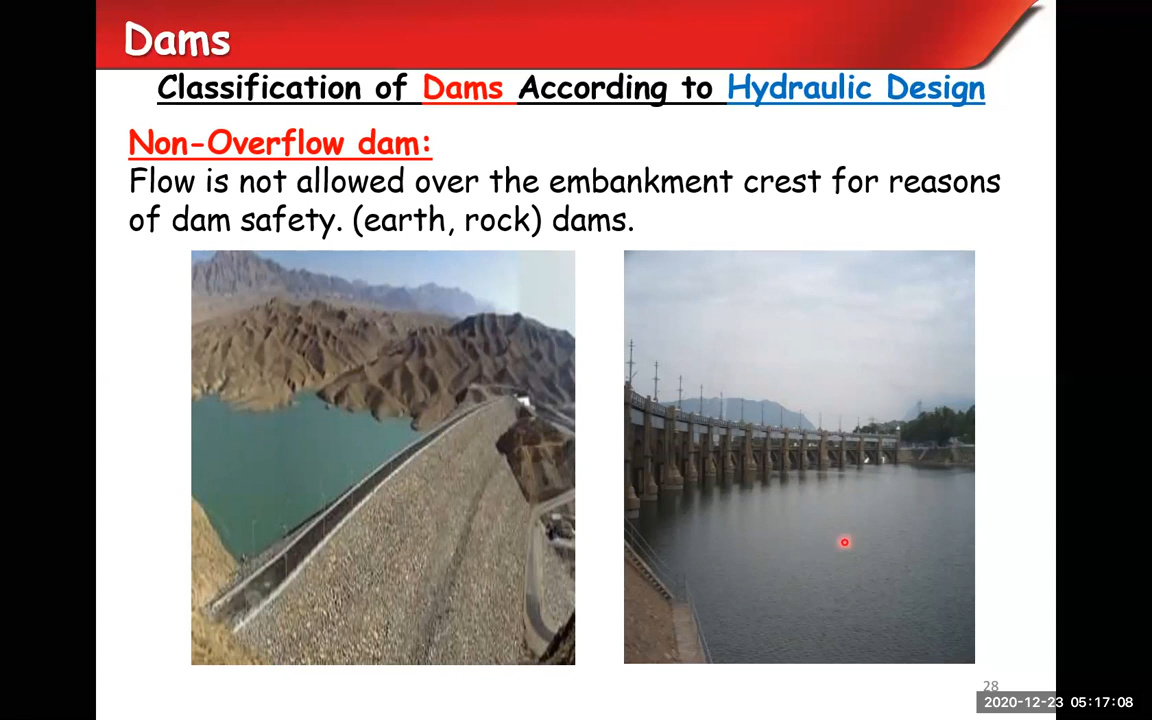 Dams
Classification of Dams According to Hydraulic Design
Non-Overflow dam:
Flow is not allowed over the embankment crest for reasons
of dam safety. (earth, rock) dams.
28
2020-12-23 05:17:08